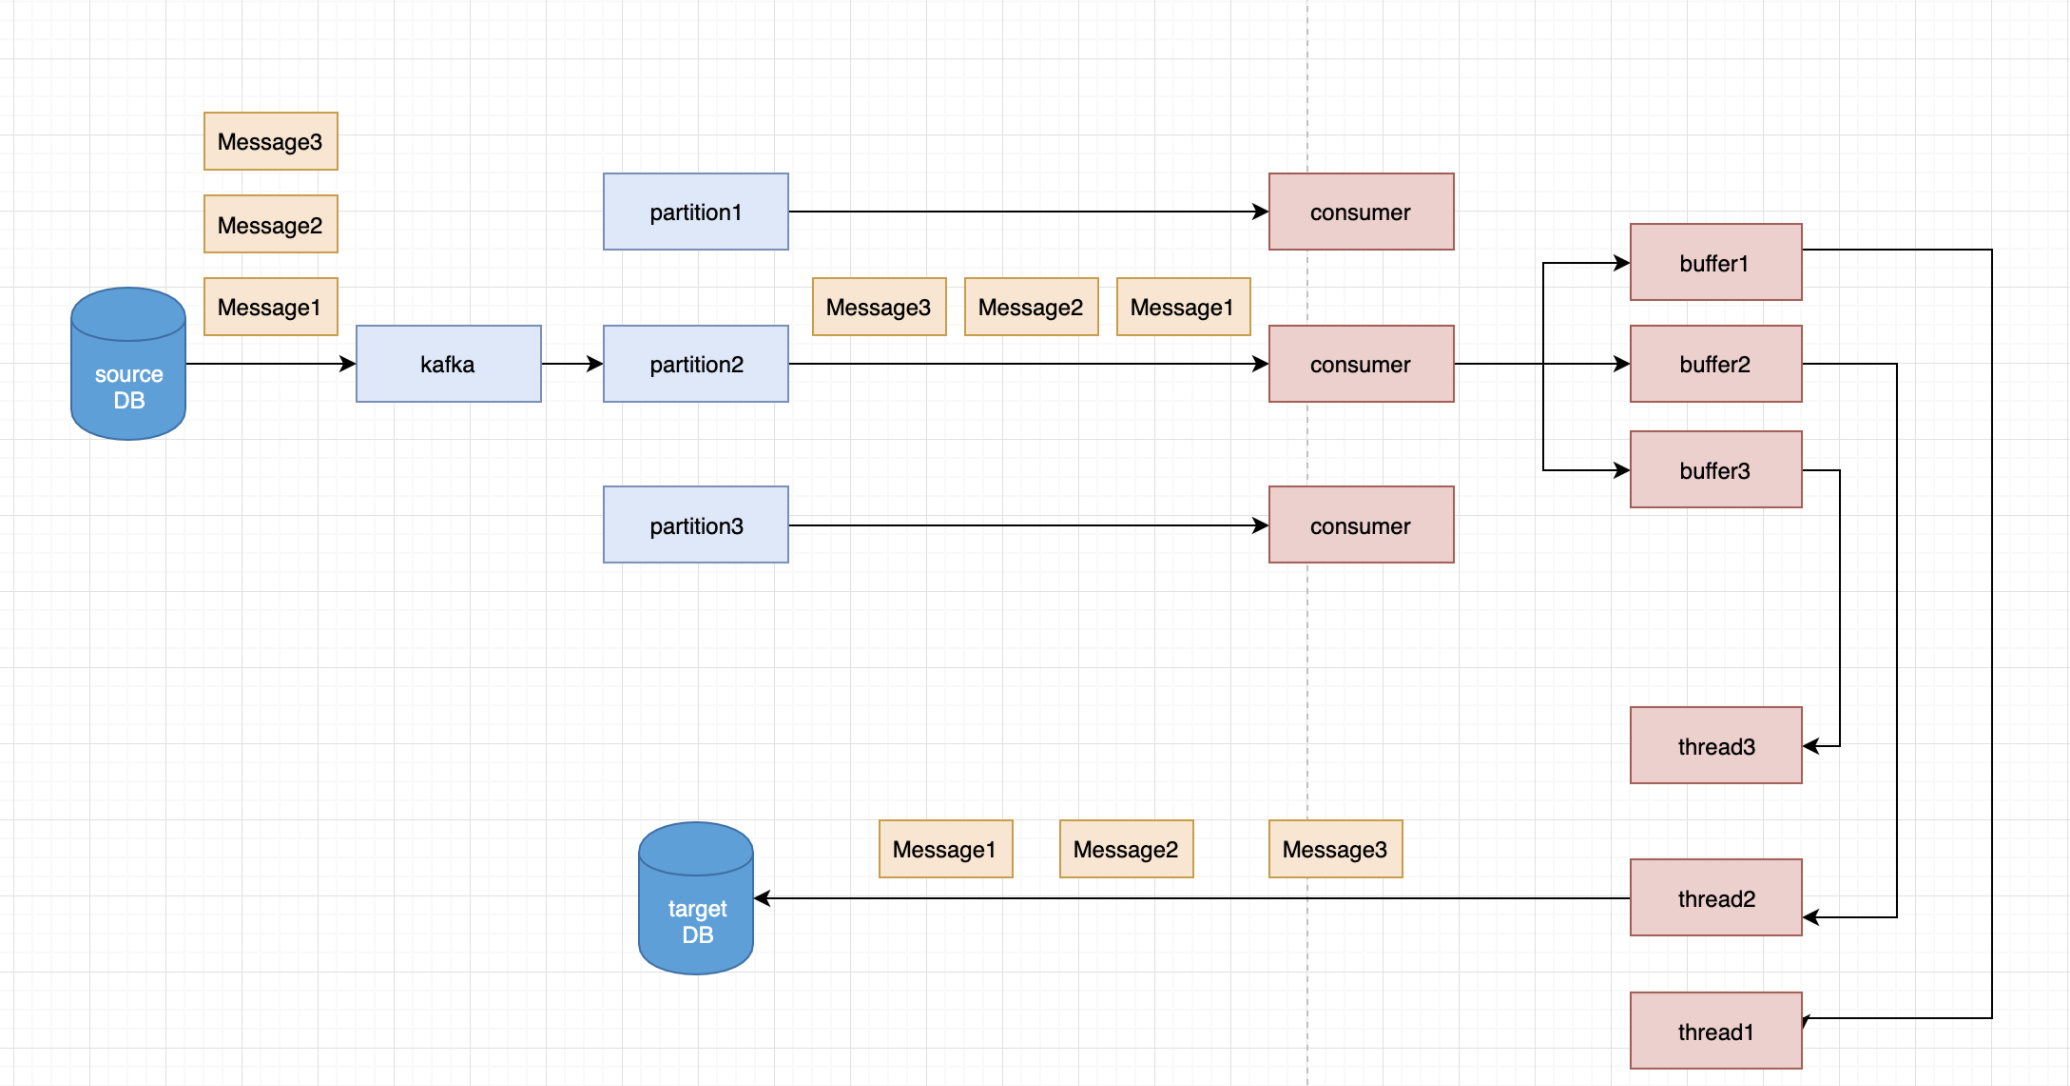 Message3
Message2
Message1
source
DB
kafka
partition1
partition2
partition3
Message3
Message2
Message1
consumer
consumer
consumer
buffer1
buffer2
buffer3
thread3
thread2
thread1
Message1
Message2
Message3
target
DB